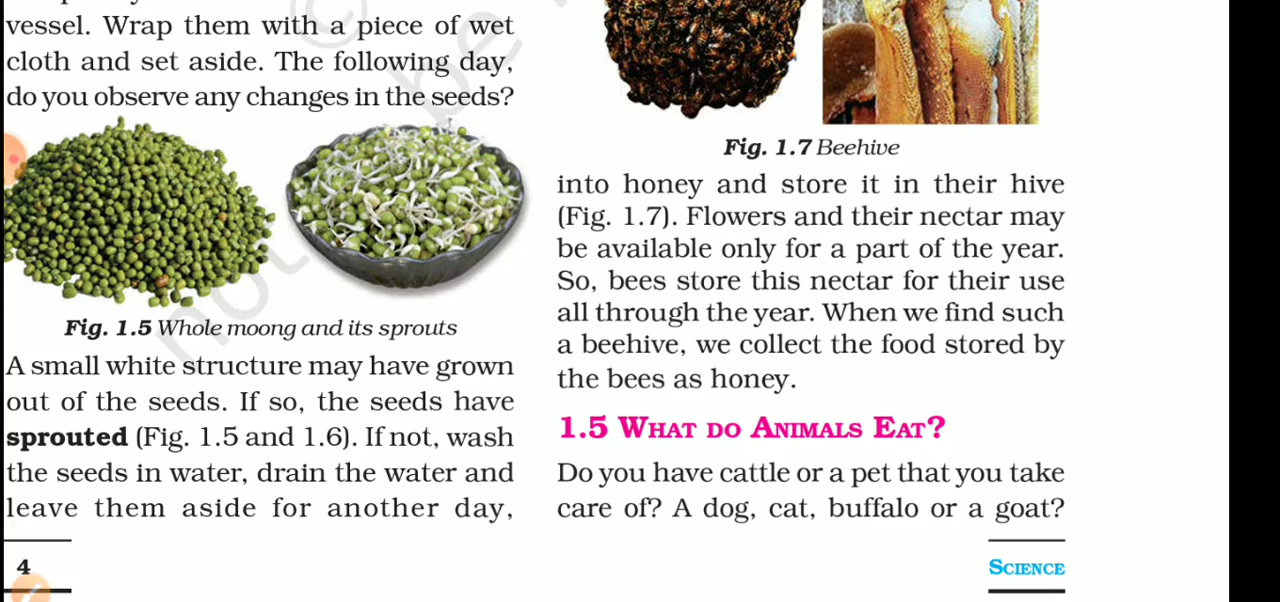 vessel. Wrap them with a piece of wet
cloth and set aside. The following day,
do you observe any changes in the seeds?
Fig. 1.5 Whole moong and its sprouts
A small white structure may have grown
out of the seeds. If so, the seeds have
sprouted (Fig. 1.5 and 1.6). If not, wash
the seeds in water, drain the water and
leave them aside for another day,
Fig. 1.7 Beehive
into honey and store it in their hive
(Fig. 1.7). Flowers and their nectar may
be available only for a part of the year.
So, bees store this nectar for their use
all through the year. When we find such
a beehive, we collect the food stored by
the bees as honey.
1.5 WHAT DO ANIMALS EAT?
Do you have cattle or a pet that you take
care of? A dog, cat, buffalo or a goat?
4
SCIENCE
not
be
©